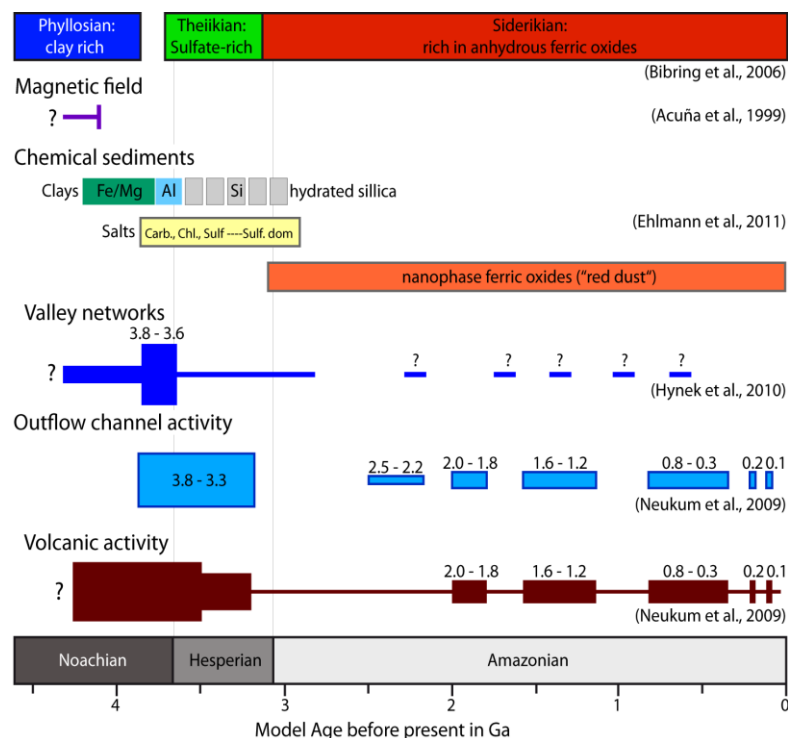 Phyllosian:
clay rich
Theiikian:
Sulfate-rich
Siderikian:
rich in anhydrous ferric oxides
(Bibring et al., 2006)
Magnetic field
?
(Acuña et al., 1999)
Chemical sediments
Clays Fe/Mg Al Si hydrated sillica
Salts Carb., Chl., Sulf ----Sulf. dom
(Ehlmann et al., 2011)
nanophase ferric oxides ("red dust“)
Valley networks
3.8 - 3.6
? ? ? ? ? ?
(Hynek et al., 2010)
Outflow channel activity
3.8 - 3.3 2.5 - 2.2 2.0 - 1.8 1.6 - 1.2 0.8 - 0.3 0.2 0.1
(Neukum et al., 2009)
Volcanic activity
? 2.0 - 1.8 1.6 - 1.2 0.8 - 0.3 0.2 0.1
(Neukum et al., 2009)
Noachian Hesperian Amazonian
4 3 2 1 0
Model Age before present in Ga